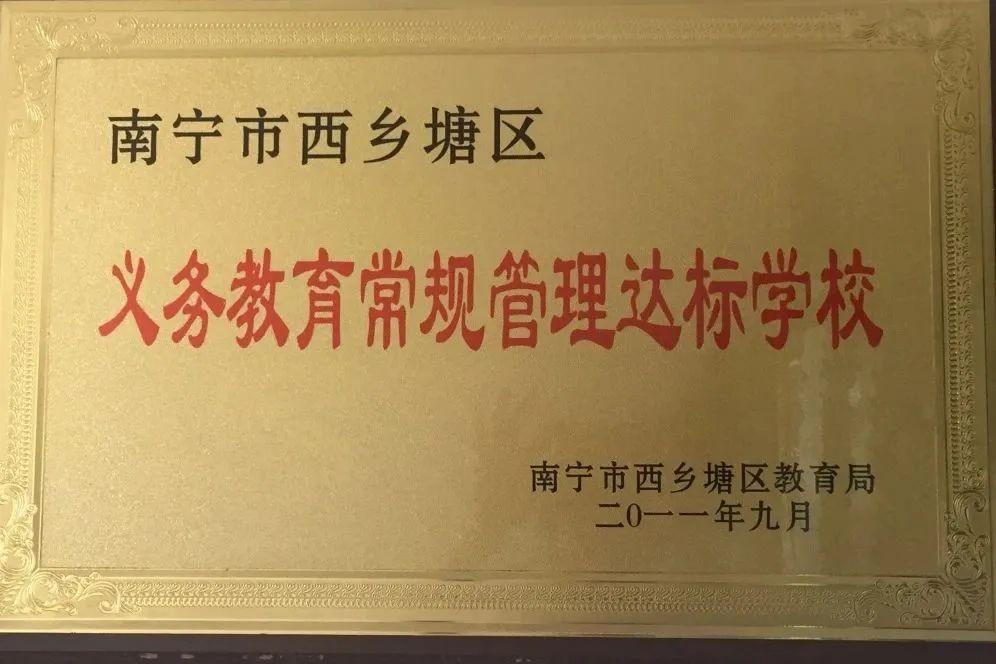 南宁市西乡塘区
义务教育常规管理达标学校
南宁市西乡塘区教育局
二0一一年九月